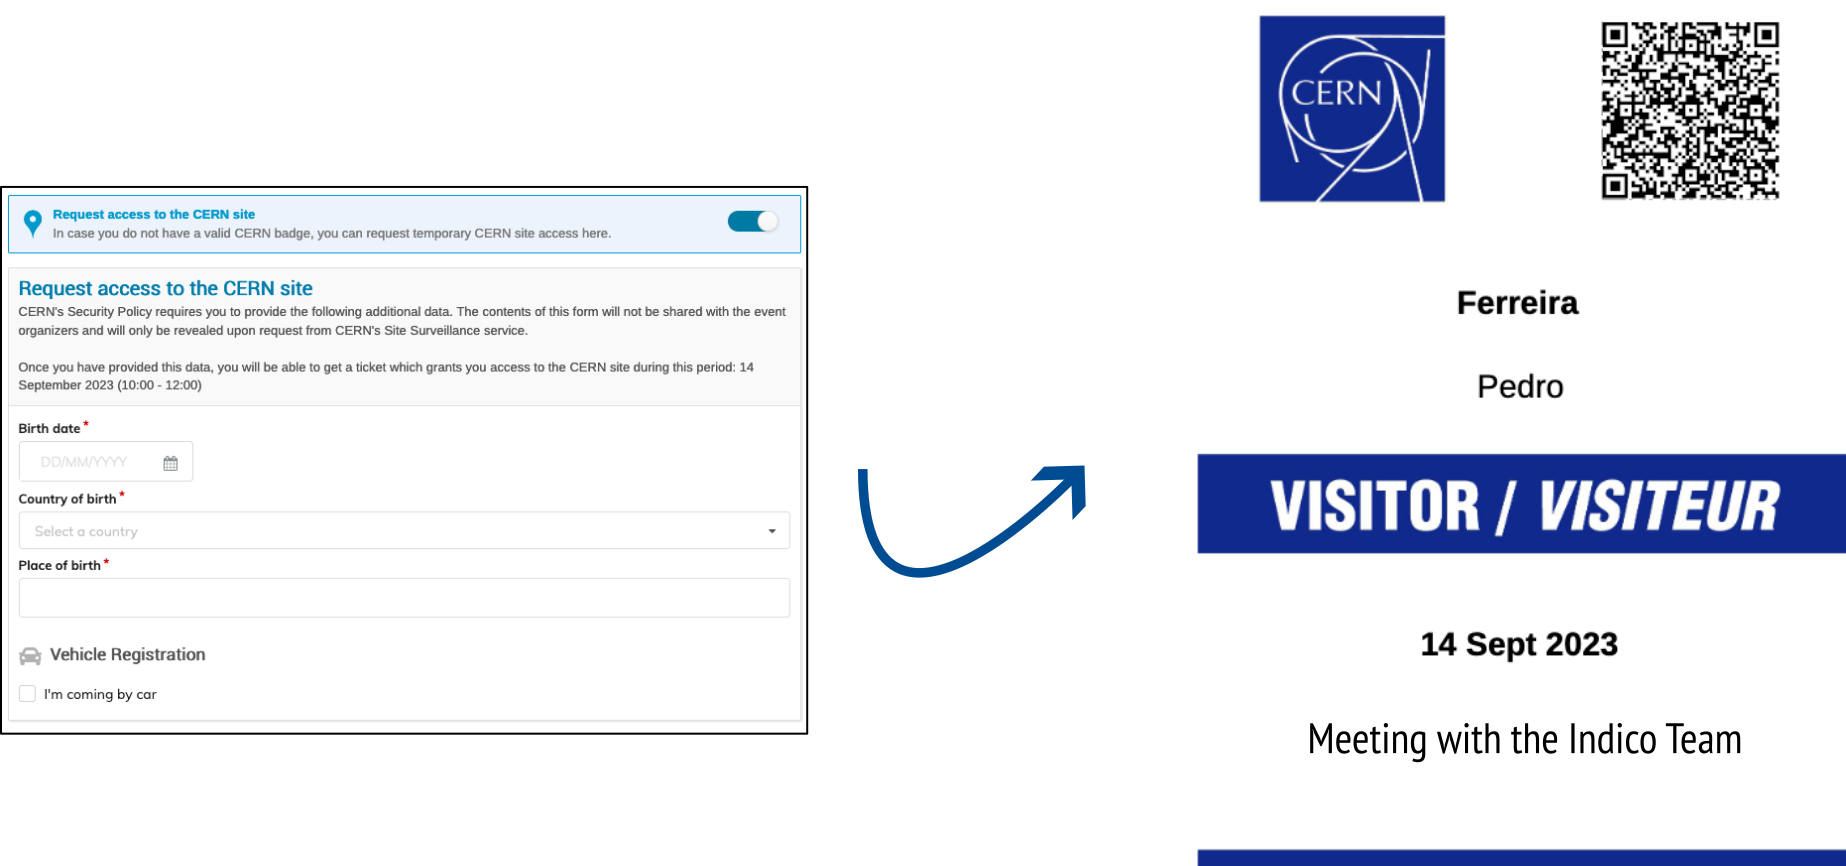 Request access to the CERN site
In case you do not have a valid CERN badge, you can request temporary CERN site access here.
Request access to the CERN site
CERN's Security Policy requires you to provide the following additional data. The contents of this form will not be shared with the event
organizers and will only be revealed upon request from CERN's Site Surveillance service.
Once you have provided this data, you will be able to get a ticket which grants you access to the CERN site during this period: 14
September 2023 (10:00 - 12:00)
Birth date *
DD/MM/YYYY
Country of birth *
Select a country
Place of birth *
Vehicle Registration
I'm coming by car
CERN
Ferreira
Pedro
VISITOR / VISITEUR
14 Sept 2023
Meeting with the Indico Team